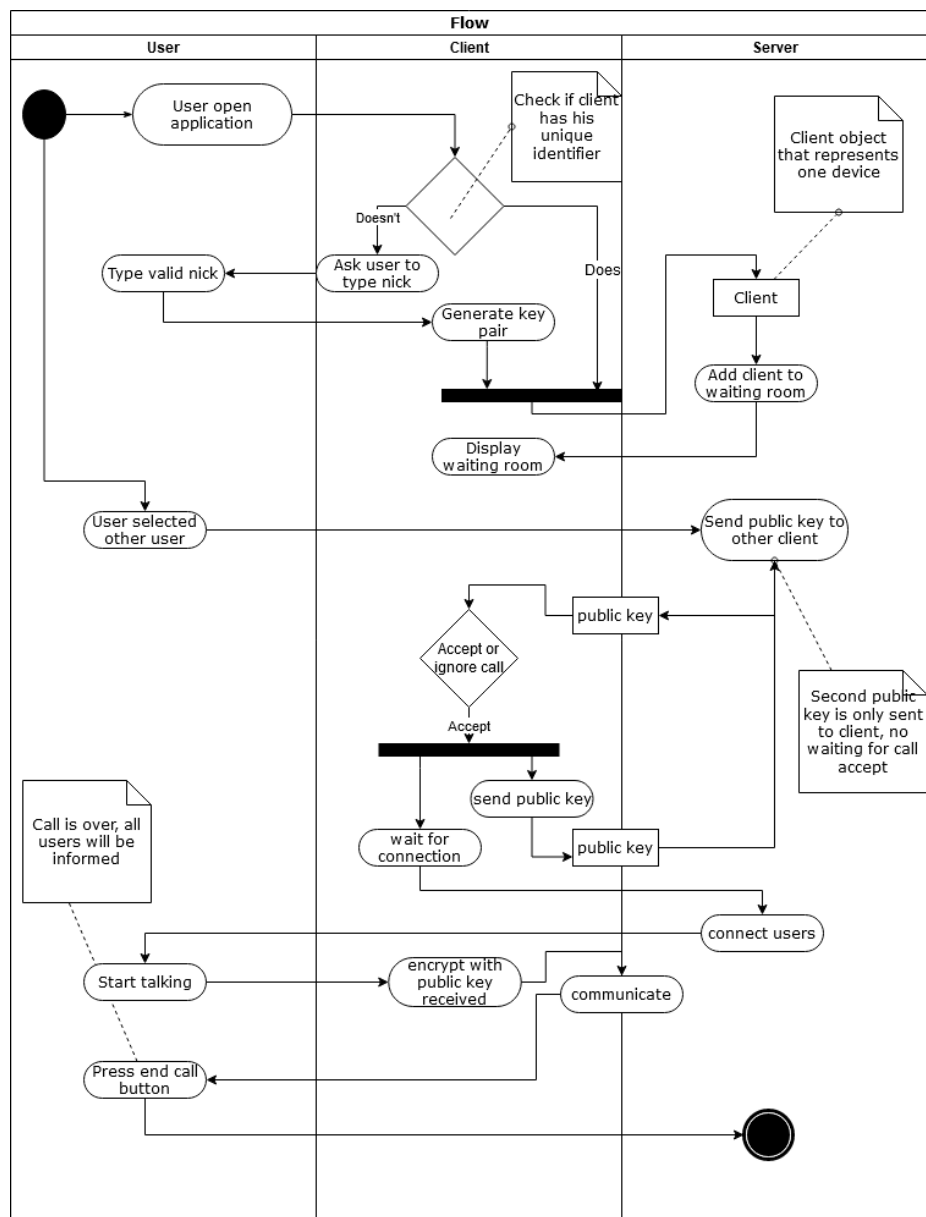 Flow
User
Client
Server
User open
application
Check if client
has his
unique
identifier
Client object
that represents
one device
Doesn't
Does
Type valid nick
Ask user to
type nick
Client
Generate key
pair
Add client to
waiting room
Display
waiting room
User selected
other user
Send public key to
other client
public key
Accept or
ignore call
Accept
Second public
key is only sent
to client, no
waiting for call
accept
send public key
Call is over, all
users will be
informed
wait for
connection
public key
connect users
Start talking
encrypt with
public key
received
communicate
Press end call
button